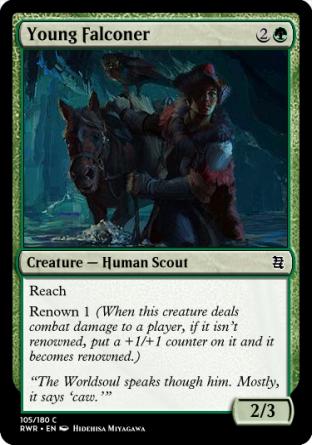 Young Falconer 2
Creature — Human Scout
Reach
Renown 1 (When this creature deals
combat damage to a player, if it isn't
renowned, put a +1/+1 counter on it and it
becomes renowned.)
"The Worldsoul speaks though him. Mostly,
it says 'caw.'"
2/3
105/180 C
RWR • EN Hidehisa Miyagawa